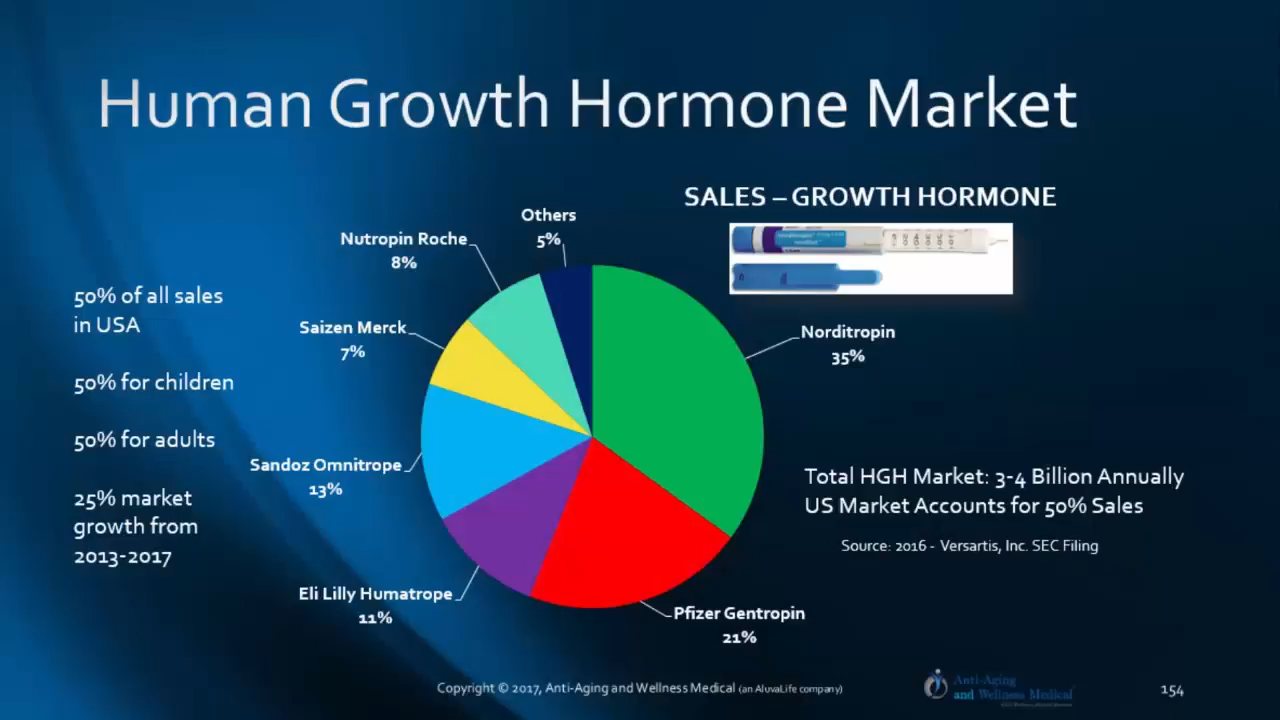 Human Growth Hormone Market
SALES – GROWTH HORMONE
Others
5%
Nutropin Roche
8%
Saizen Merck
7%
Norditropin
35%
50% of all sales
in USA
50% for children
50% for adults
25% market
growth from
2013-2017
Sandoz Omnitrope
13%
Total HGH Market: 3-4 Billion Annually
US Market Accounts for 50% Sales
Source: 2016 - Versartis, Inc. SEC Filing
Eli Lilly Humatrope
11%
Pfizer Gentropin
21%
Copyright © 2017, Anti-Aging and Wellness Medical (an AluvaLife company)
Anti-Aging
and Wellness Medical
154